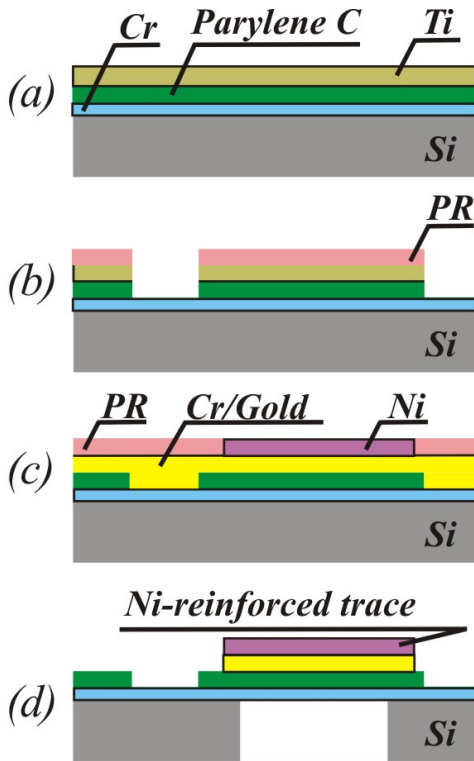 Cr Parylene C Ti
(a)
Si
PR
(b)
Si
PR Cr/Gold Ni
(c)
Si
Ni-reinforced trace
(d)
Si